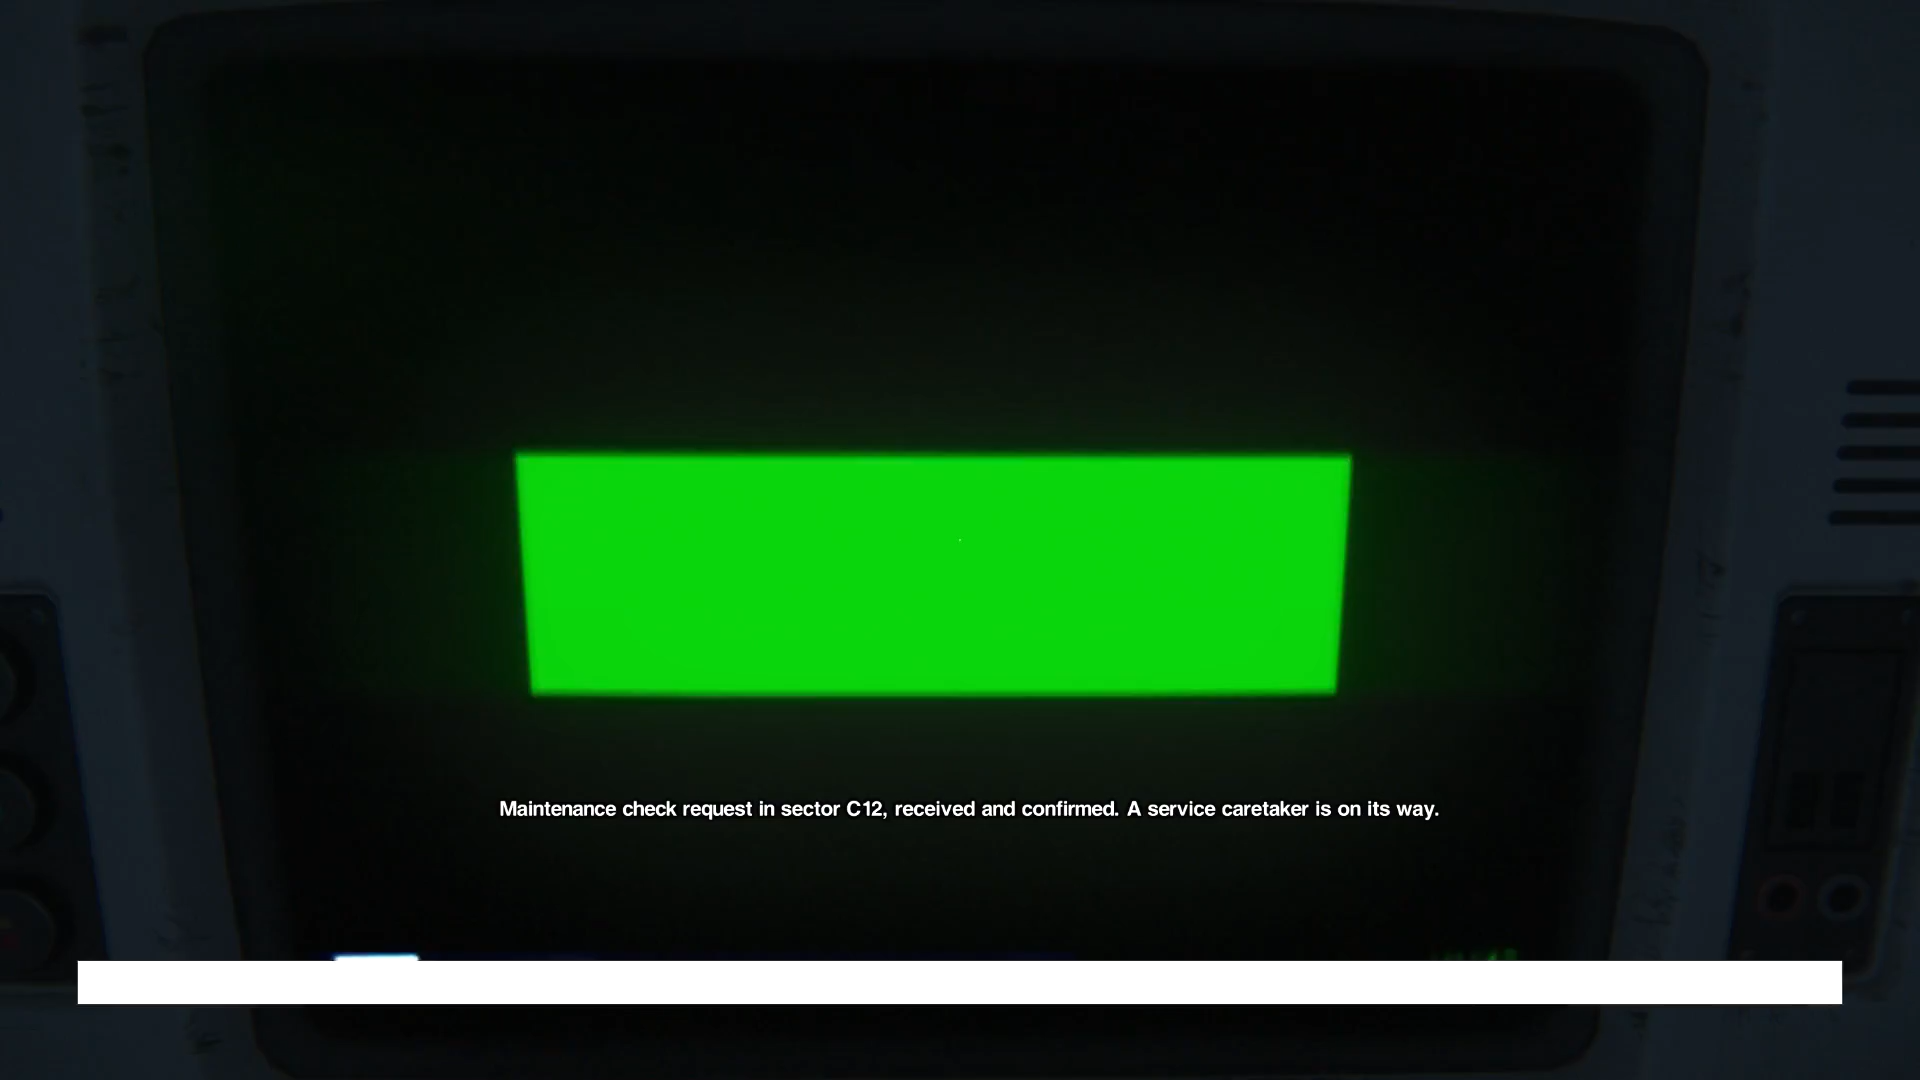 Maintenance check request in sector C12, received and confirmed. A service caretaker is on its way.